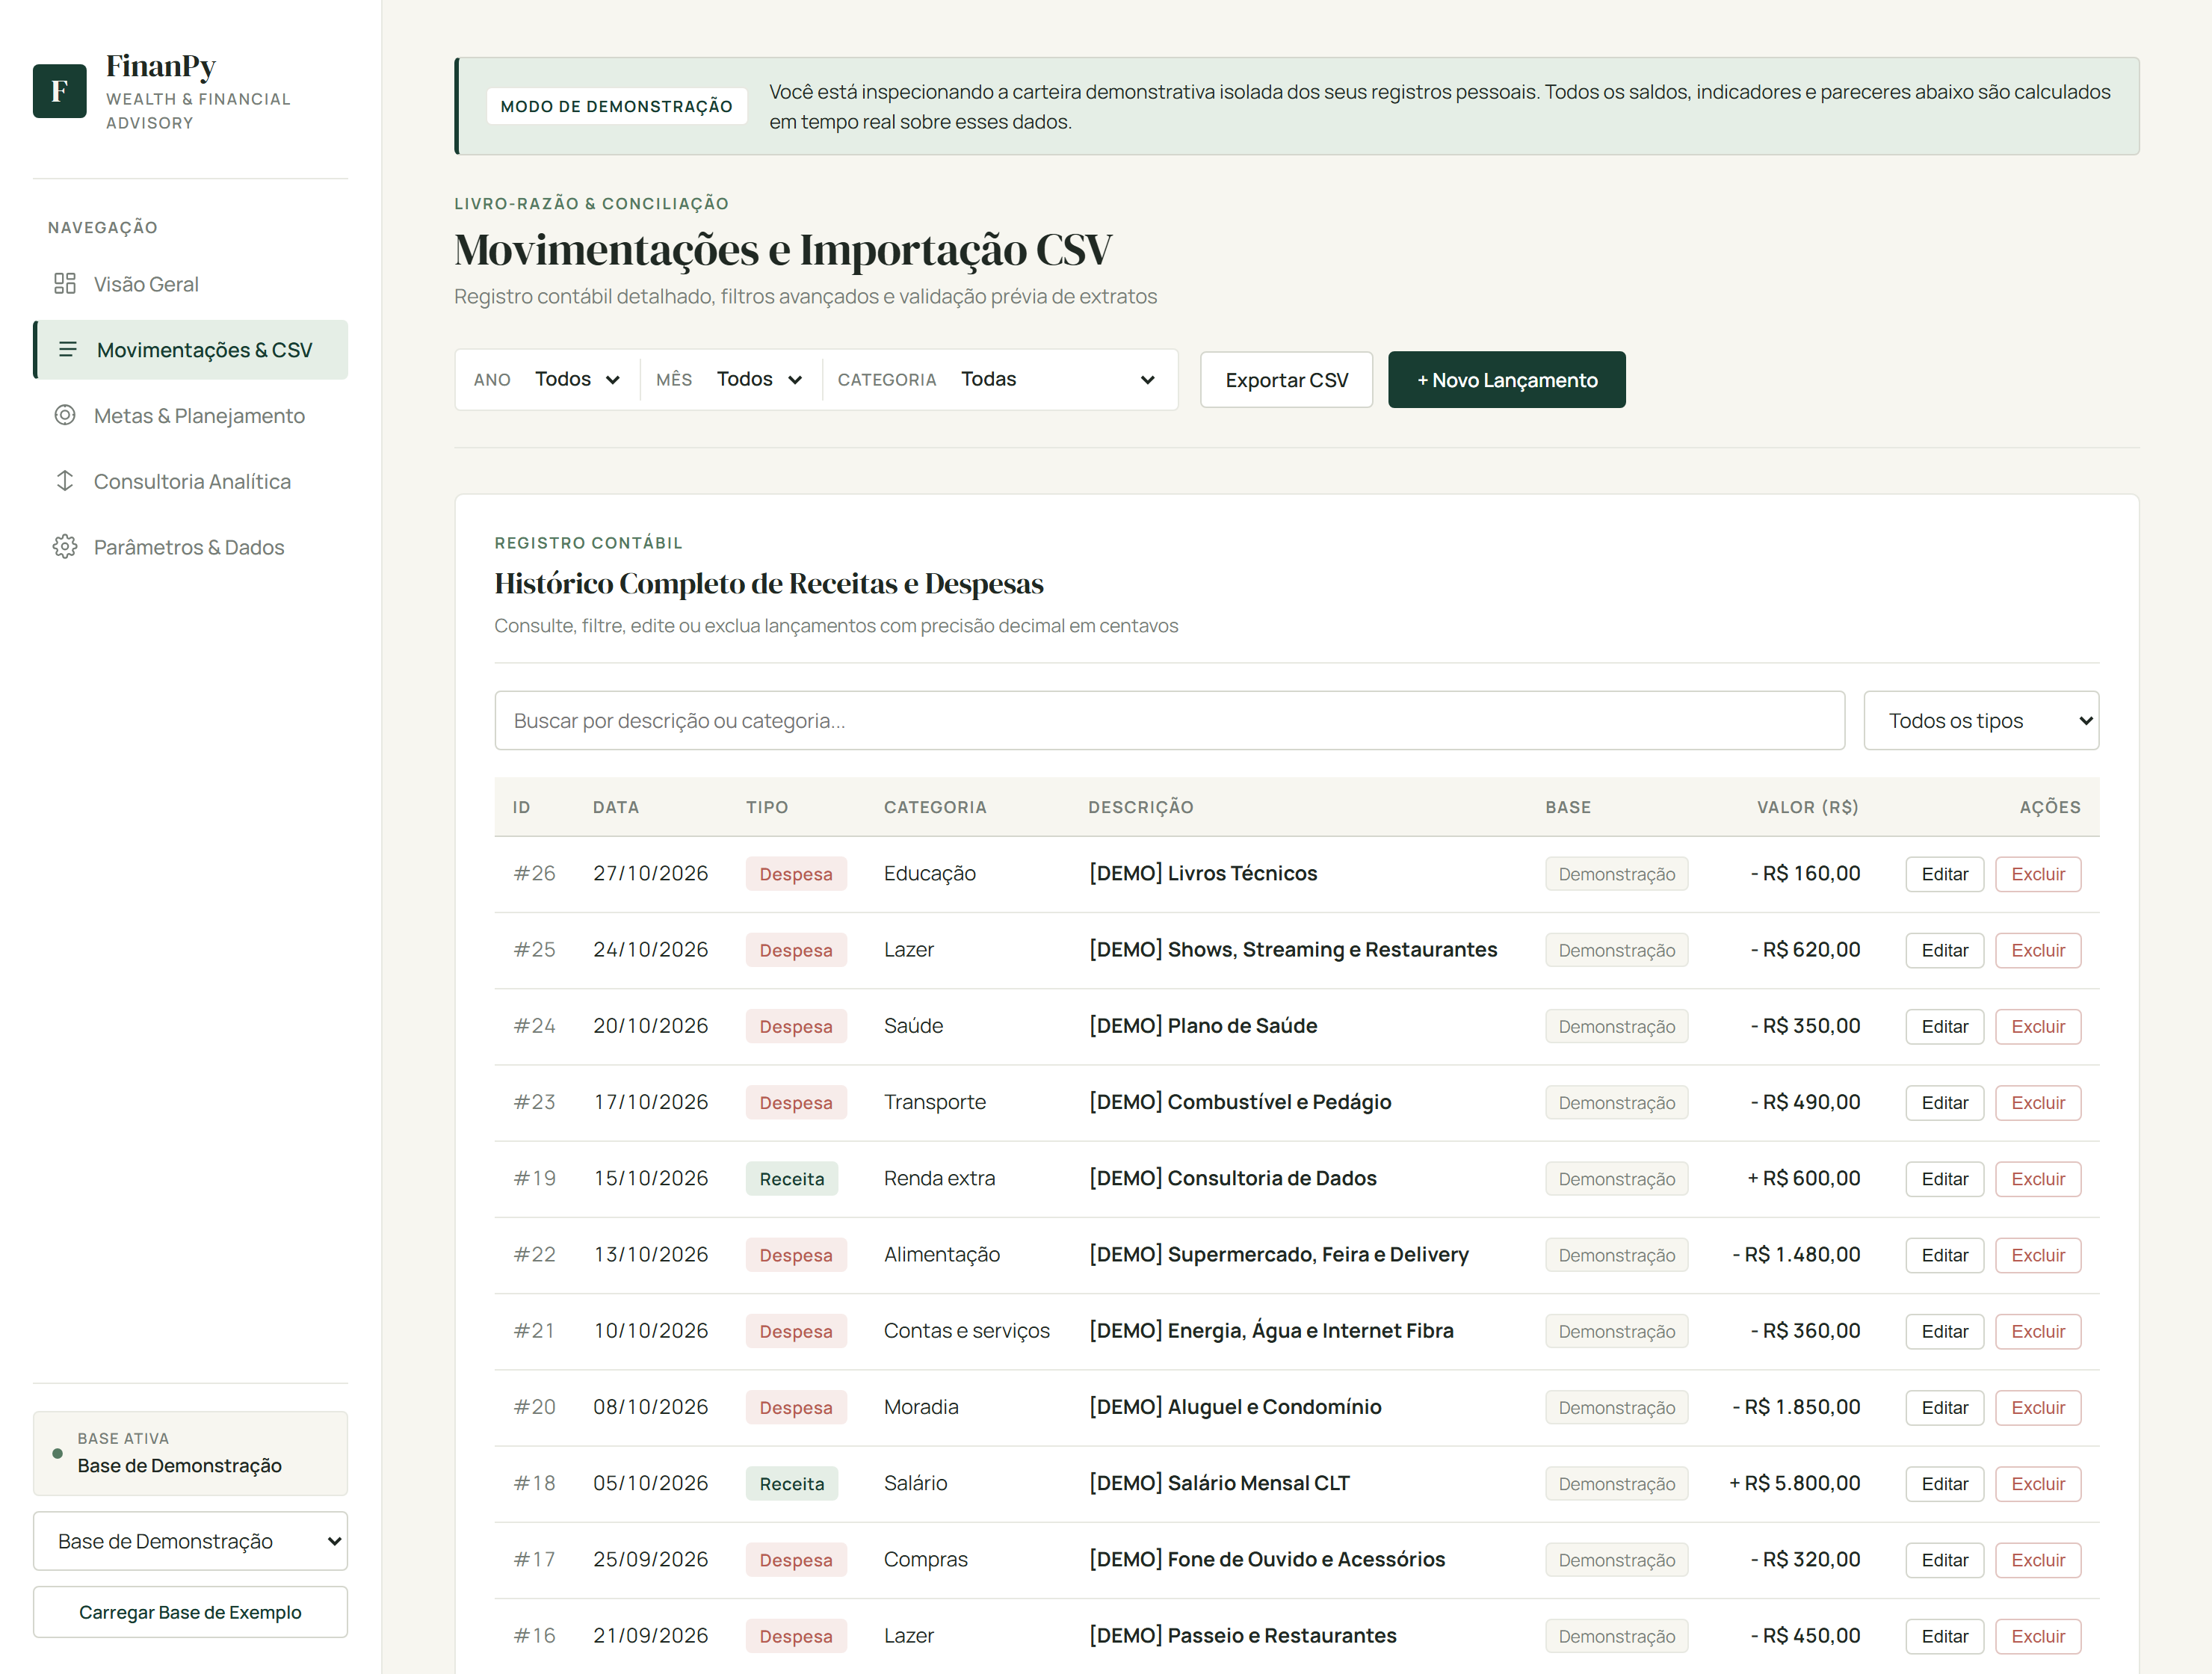 F
FinanPy
WEALTH & FINANCIAL
ADVISORY
NAVEGAÇÃO
Visão Geral
Movimentações & CSV
Metas & Planejamento
Consultoria Analítica
Parâmetros & Dados
BASE ATIVA
Base de Demonstração
Base de Demonstração
Carregar Base de Exemplo
MODO DE DEMONSTRAÇÃO
Você está inspecionando a carteira demonstrativa isolada dos seus registros pessoais. Todos os saldos, indicadores e pareceres abaixo são calculados
em tempo real sobre esses dados.
LIVRO-RAZÃO & CONCILIAÇÃO
Movimentações e Importação CSV
Registro contábil detalhado, filtros avançados e validação prévia de extratos
ANO Todos MÊS Todos CATEGORIA Todas Exportar CSV + Novo Lançamento
REGISTRO CONTÁBIL
Histórico Completo de Receitas e Despesas
Consulte, filtre, edite ou exclua lançamentos com precisão decimal em centavos
Buscar por descrição ou categoria... Todos os tipos
ID DATA TIPO CATEGORIA DESCRIÇÃO BASE VALOR (R$) AÇÕES
#26 27/10/2026 Despesa Educação [DEMO] Livros Técnicos Demonstração - R$ 160,00 Editar Excluir
#25 24/10/2026 Despesa Lazer [DEMO] Shows, Streaming e Restaurantes Demonstração - R$ 620,00 Editar Excluir
#24 20/10/2026 Despesa Saúde [DEMO] Plano de Saúde Demonstração - R$ 350,00 Editar Excluir
#23 17/10/2026 Despesa Transporte [DEMO] Combustível e Pedágio Demonstração - R$ 490,00 Editar Excluir
#19 15/10/2026 Receita Renda extra [DEMO] Consultoria de Dados Demonstração + R$ 600,00 Editar Excluir
#22 13/10/2026 Despesa Alimentação [DEMO] Supermercado, Feira e Delivery Demonstração - R$ 1.480,00 Editar Excluir
#21 10/10/2026 Despesa Contas e serviços [DEMO] Energia, Água e Internet Fibra Demonstração - R$ 360,00 Editar Excluir
#20 08/10/2026 Despesa Moradia [DEMO] Aluguel e Condomínio Demonstração - R$ 1.850,00 Editar Excluir
#18 05/10/2026 Receita Salário [DEMO] Salário Mensal CLT Demonstração + R$ 5.800,00 Editar Excluir
#17 25/09/2026 Despesa Compras [DEMO] Fone de Ouvido e Acessórios Demonstração - R$ 320,00 Editar Excluir
#16 21/09/2026 Despesa Lazer [DEMO] Passeio e Restaurantes Demonstração - R$ 450,00 Editar Excluir